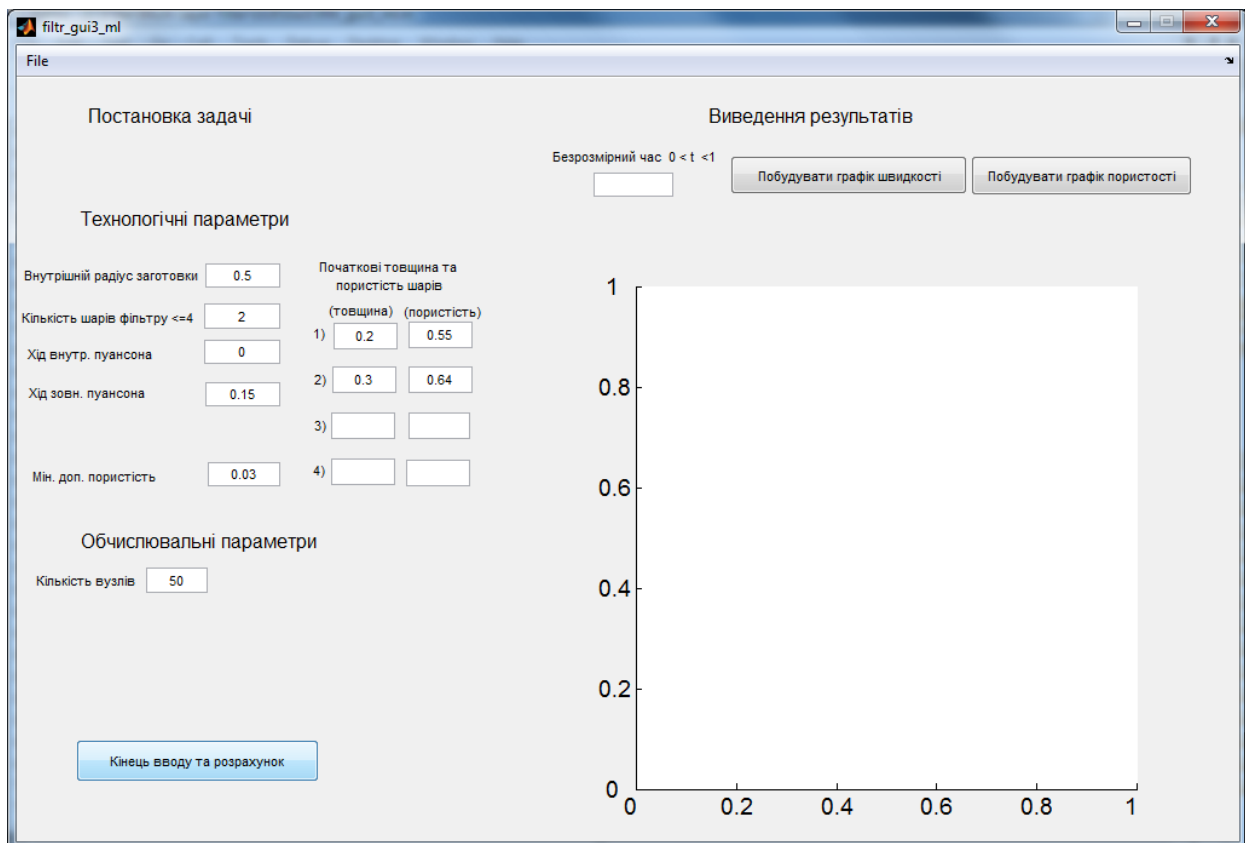 filtr_gui3_ml
File
Постановка задачі
Технологічні параметри
Внутрішній радіус заготовки 0.5
Кількість шарів фільтру <=4 2
Хід внутр. пуансона 0
Хід зовн. пуансона 0.15
Мін. доп. пористість 0.03
Початкові товщина та
пористість шарів
(товщина) (пористість)
1) 0.2 0.55
2) 0.3 0.64
3)
4)
Обчислювальні параметри
Кількість вузлів 50
Кінець вводу та розрахунок
Виведення результатів
Безрозмірний час 0 < t <1
Побудувати графік швидкості
Побудувати графік пористості
1
0.8
0.6
0.4
0.2
0
0 0.2 0.4 0.6 0.8 1